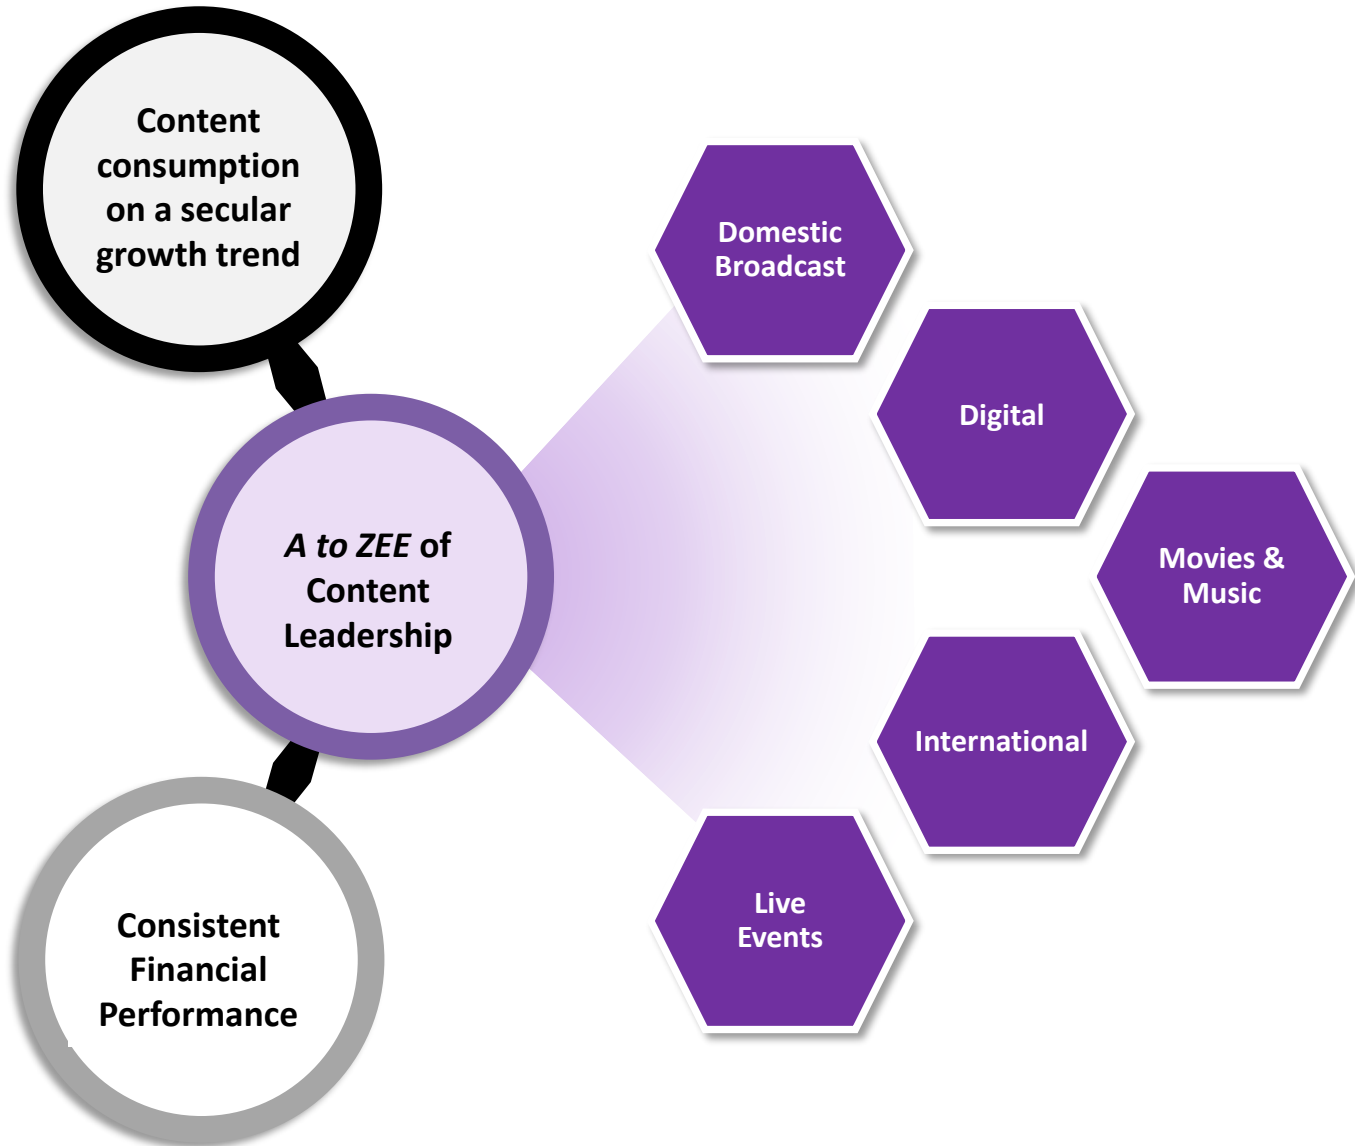 Content
consumption
on a secular
growth trend
A to ZEE of
Content
Leadership
Consistent
Financial
Performance
Domestic
Broadcast
Digital
Movies &
Music
International
Live
Events